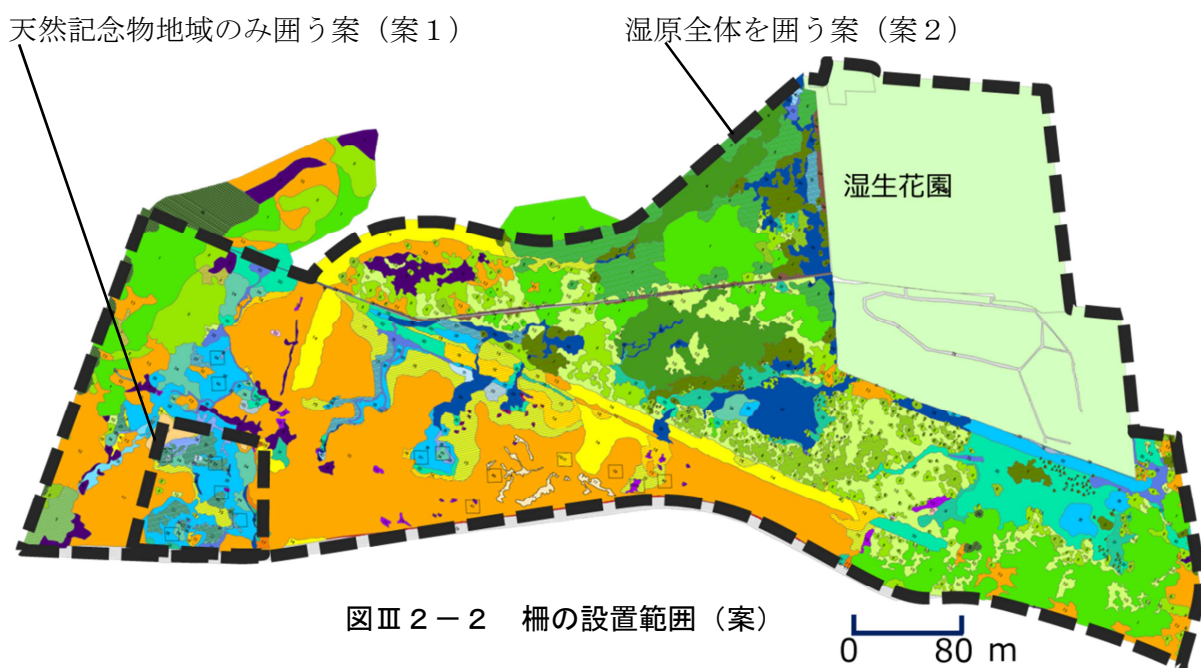 天然記念物地域のみ囲う案（案１）
湿原全体を囲う案（案２）
湿生花園
図Ⅲ２－２　柵の設置範囲（案）
0 80 m